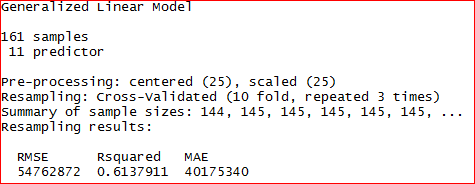 Generalized Linear Model
161 samples
11 predictor
Pre-processing: centered (25), scaled (25)
Resampling: Cross-Validated (10 fold, repeated 3 times)
Summary of sample sizes: 144, 145, 145, 145, 145, 145, ...
Resampling results:
RMSE Rsquared MAE
54762872 0.6137911 40175340